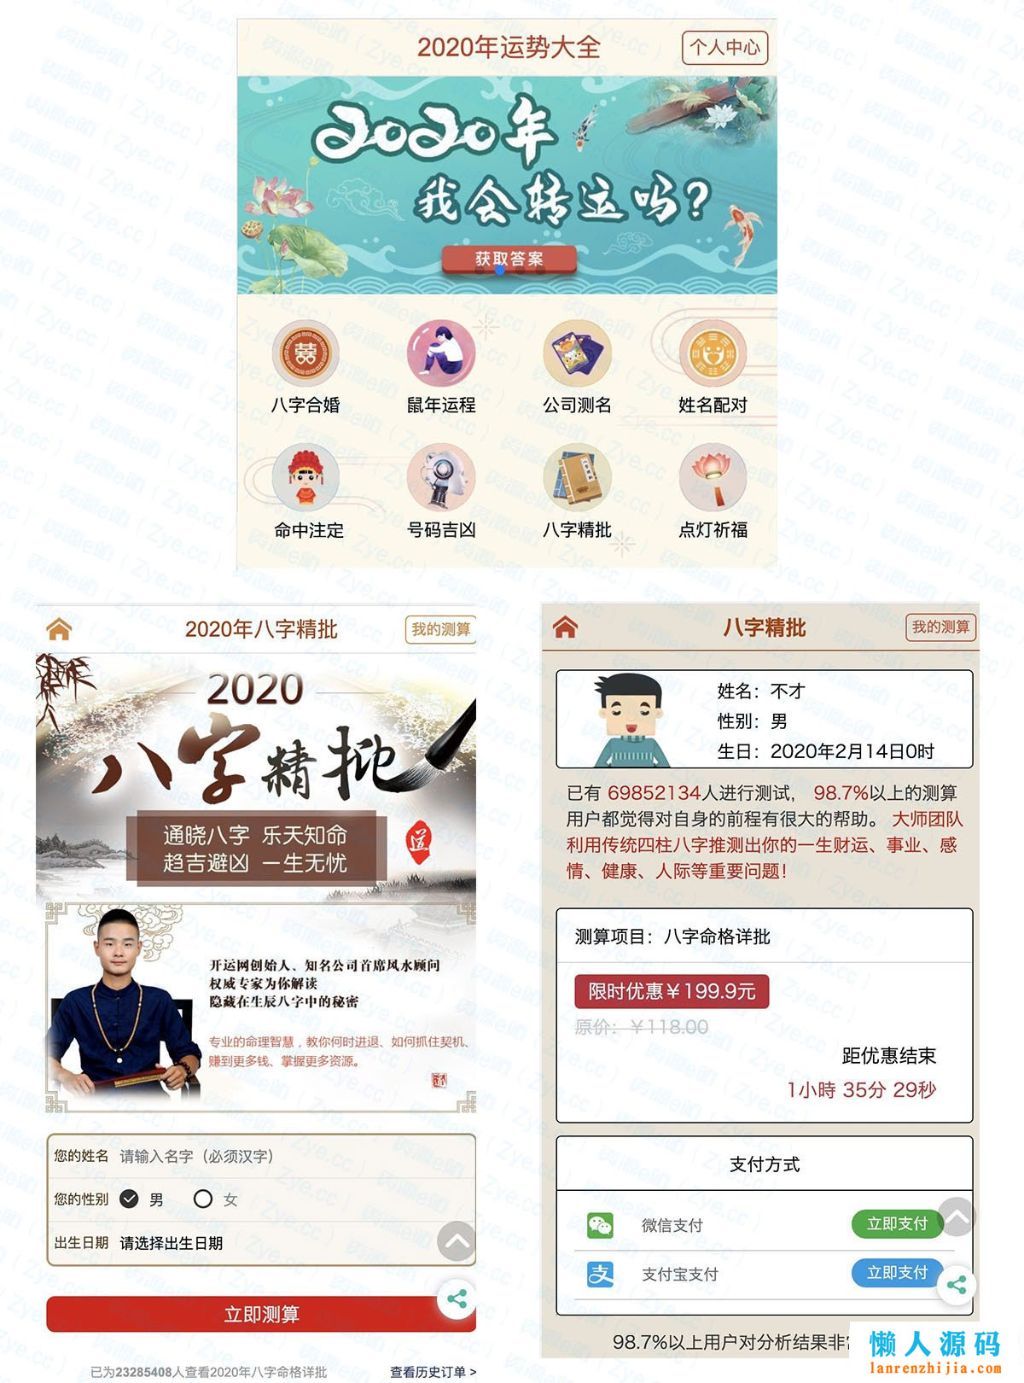 2020年运势大全
个人中心
2020年
我会转运吗?
获取答案
八字合婚
鼠年运程
公司测名
姓名配对
命中注定
号码吉凶
八字精批
点灯祈福
2020年八字精批
我的测算
2020
八字精批
通晓八字 乐天知命
趋吉避凶 一生无忧
道
开运网创始人、知名公司首席风水顾问
权威专家为你解读
隐藏在生辰八字中的秘密
专业的命理智慧，教你何时进退、如何抓住契机、
赚到更多钱、掌握更多资源。
您的姓名 请输入名字（必须汉字）
您的性别 男 女
出生日期 请选择出生日期
立即测算
已为23285408人查看2020年八字命格详批
查看历史订单 >
八字精批
我的测算
姓名：不才
性别：男
生日：2020年2月14日0时
已有 69852134人进行测试， 98.7%以上的测算
用户都觉得对自身的前程有很大的帮助。 大师团队
利用传统四柱八字推测出你的一生财运、事业、感
情、健康、人际等重要问题！
测算项目：八字命格详批
限时优惠￥199.9元
原价：￥118.00
距优惠结束
1小時 35分 29秒
支付方式
微信支付 立即支付
支付宝支付 立即支付
98.7%以上用户对分析结果非
懒人源码
lanrenzhijia.com